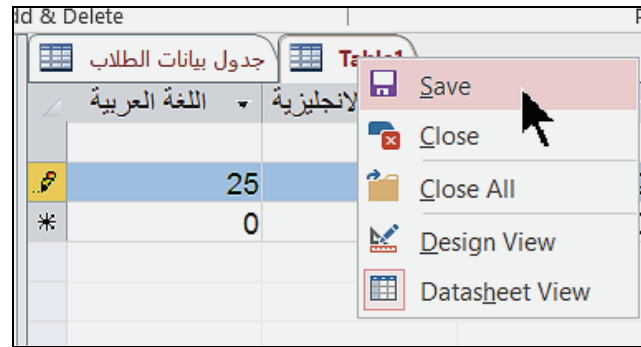 dd & Delete
جدول بيانات الطلاب
Table1
اللغة العربية
الانجليزية
25
0
Save
Close
Close All
Design View
Datasheet View